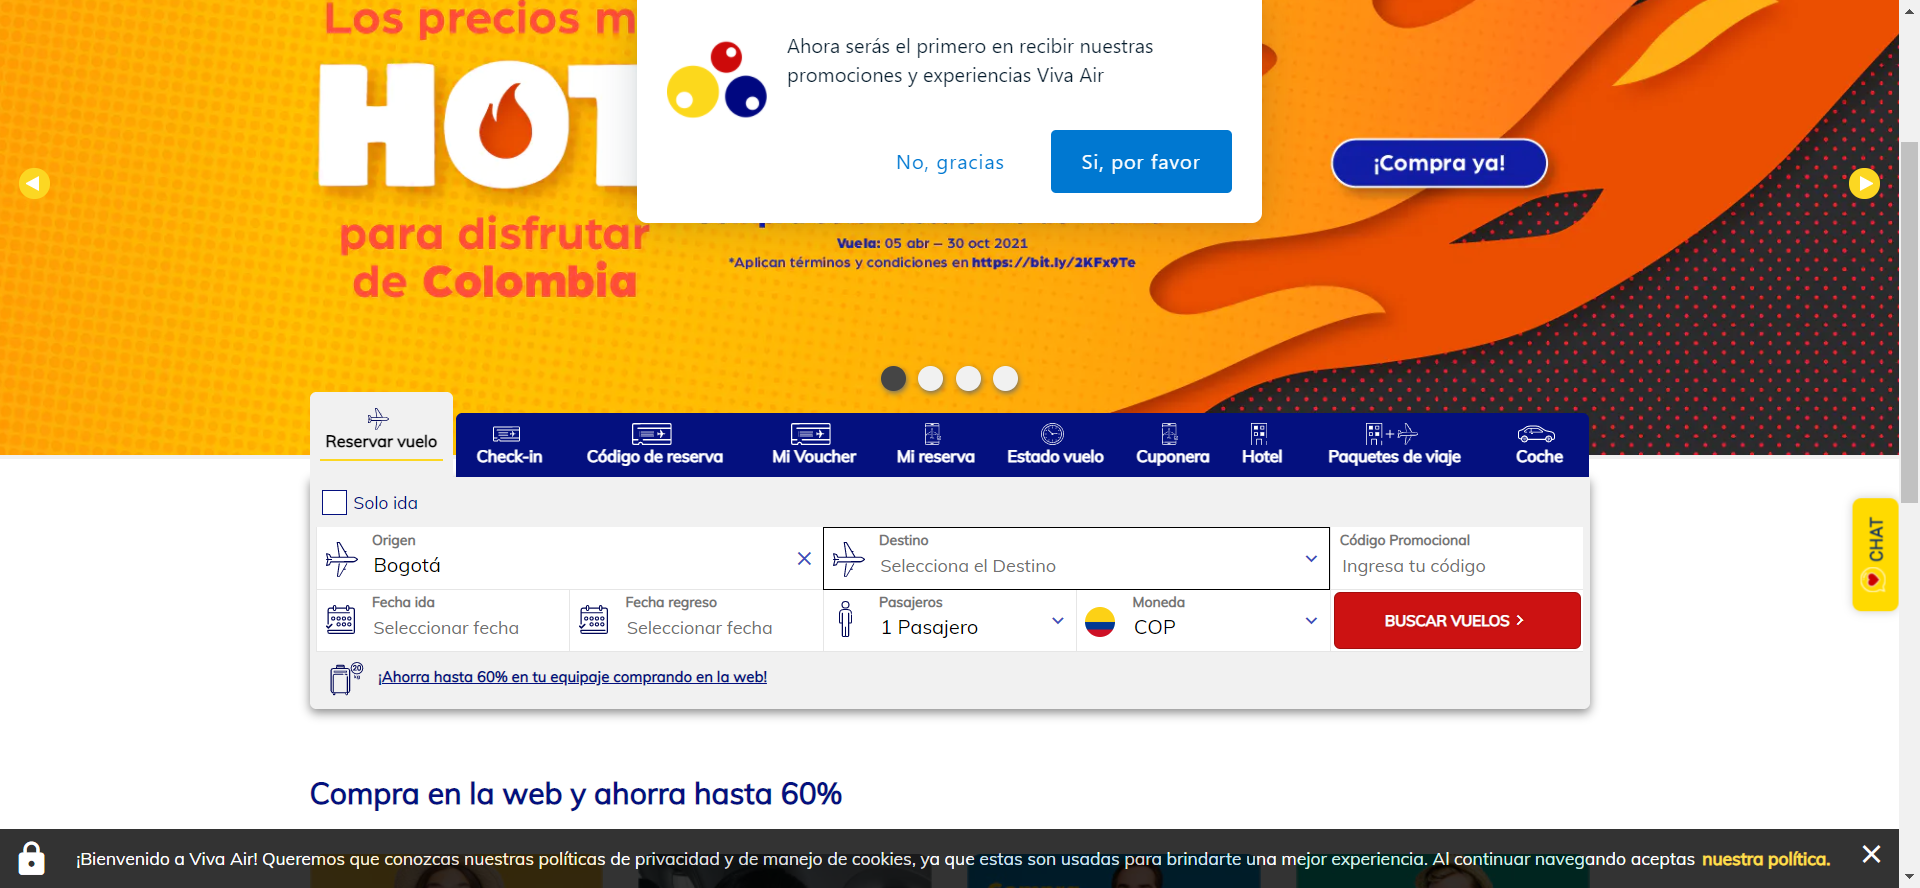 Los precios m
HOT
para disfrutar
de Colombia
Ahora serás el primero en recibir nuestras
promociones y experiencias Viva Air
No, gracias
Si, por favor
¡Compra ya!
Vuela: 05 abr – 30 oct 2021
*Aplican términos y condiciones en https://bit.ly/2KFx9Te
Reservar vuelo
Check-in
Código de reserva
Mi Voucher
Mi reserva
Estado vuelo
Cuponera
Hotel
Paquetes de viaje
Coche
Solo ida
Origen
Bogotá
Destino
Selecciona el Destino
Código Promocional
Ingresa tu código
Fecha ida
Seleccionar fecha
Fecha regreso
Seleccionar fecha
Pasajeros
1 Pasajero
Moneda
COP
BUSCAR VUELOS
20
kg
¡Ahorra hasta 60% en tu equipaje comprando en la web!
CHAT
Compra en la web y ahorra hasta 60%
¡Bienvenido a Viva Air! Queremos que conozcas nuestras políticas de privacidad y de manejo de cookies, ya que estas son usadas para brindarte una mejor experiencia. Al continuar navegando aceptas nuestra política.